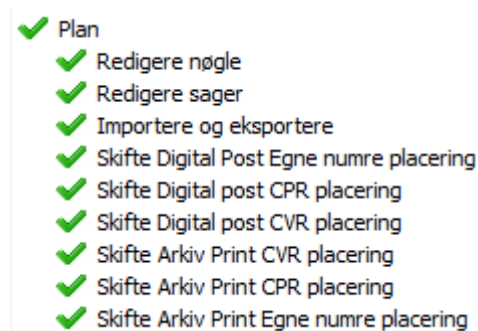 Plan
Redigere nøgle
Redigere sager
Importere og eksportere
Skifte Digital Post Egne numre placering
Skifte Digital post CPR placering
Skifte Digital post CVR placering
Skifte Arkiv Print CVR placering
Skifte Arkiv Print CPR placering
Skifte Arkiv Print Egne numre placering